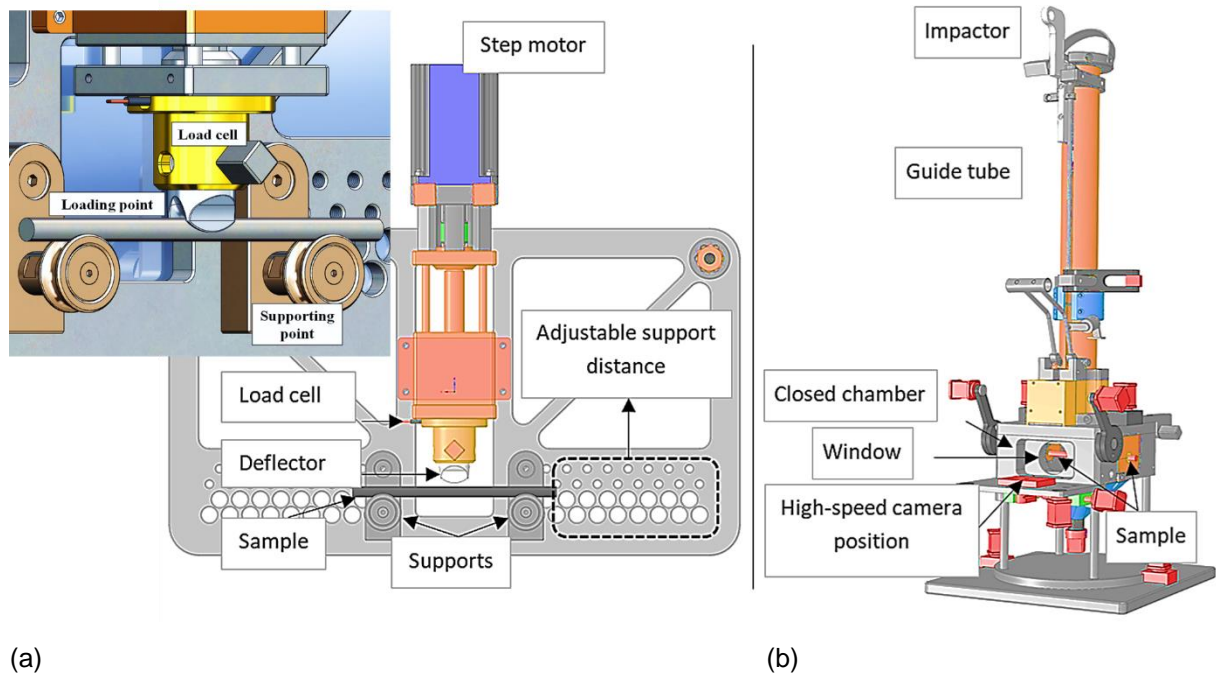 Load cell
Loading point
Supporting
point
Step motor
Adjustable support
distance
Load cell
Deflector
Sample
Supports
(a)
Impactor
Guide tube
Closed chamber
Window
High-speed camera
position
Sample
(b)